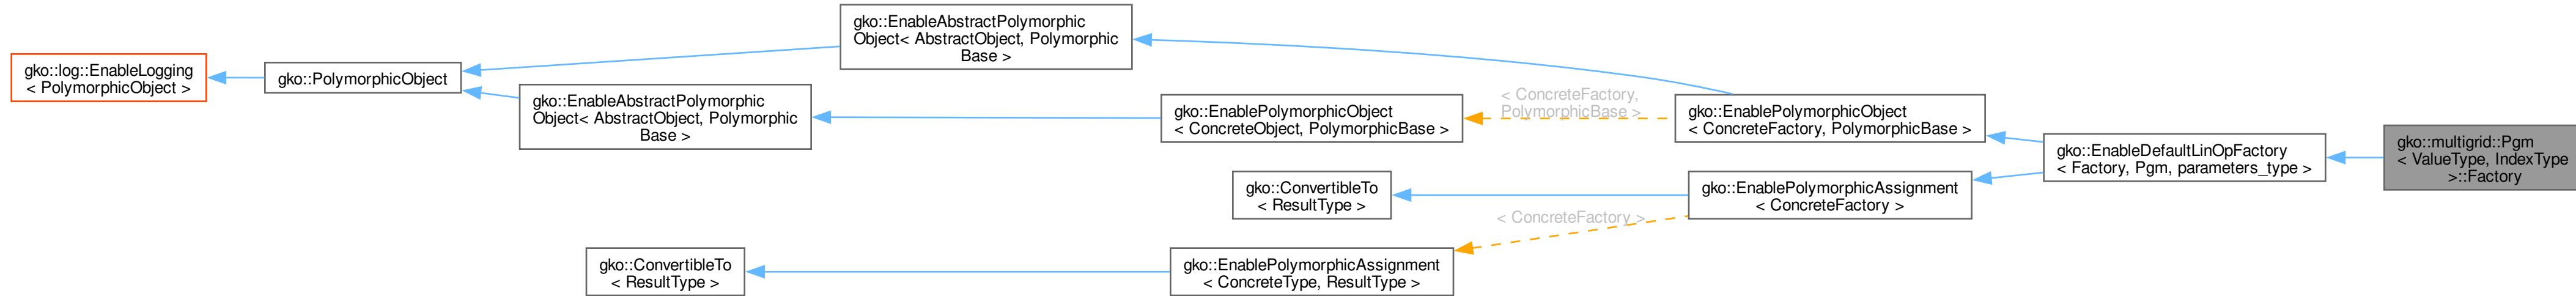 gko::log::EnableLogging
< PolymorphicObject >
gko::PolymorphicObject
gko::EnableAbstractPolymorphic
Object< AbstractObject, Polymorphic
Base >
gko::EnableAbstractPolymorphic
Object< AbstractObject, Polymorphic
Base >
gko::EnablePolymorphicObject
< ConcreteObject, PolymorphicBase >
< ConcreteFactory,
PolymorphicBase >
gko::EnablePolymorphicObject
< ConcreteFactory, PolymorphicBase >
gko::EnableDefaultLinOpFactory
< Factory, Pgm, parameters_type >
gko::multigrid::Pgm
< ValueType, IndexType
>::Factory
gko::ConvertibleTo
< ResultType >
gko::EnablePolymorphicAssignment
< ConcreteFactory >
< ConcreteFactory >
gko::ConvertibleTo
< ResultType >
gko::EnablePolymorphicAssignment
< ConcreteType, ResultType >